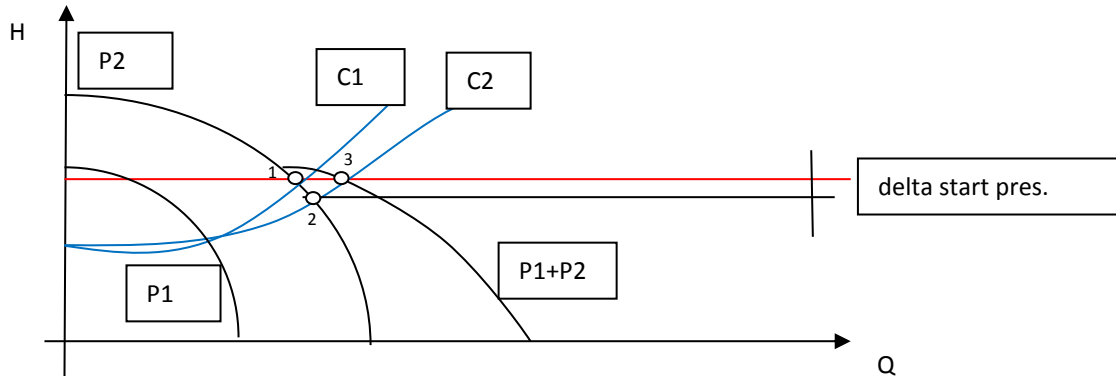 H
P2
C1
C2
1
3
delta start pres.
2
P1
P1+P2
Q